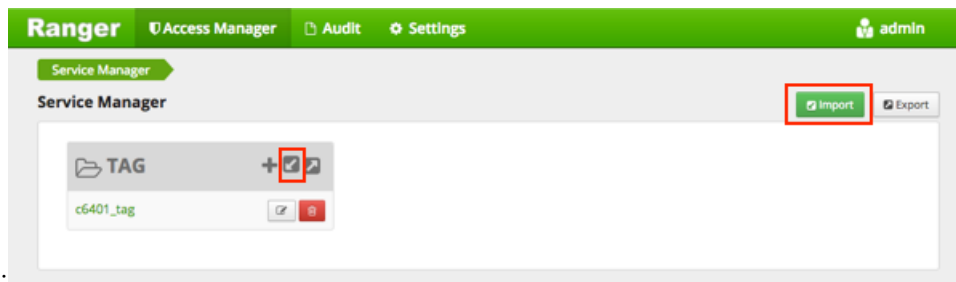 Ranger Access Manager Audit Settings admin
Service Manager
Service Manager Import Export
TAG
c6401_tag
.